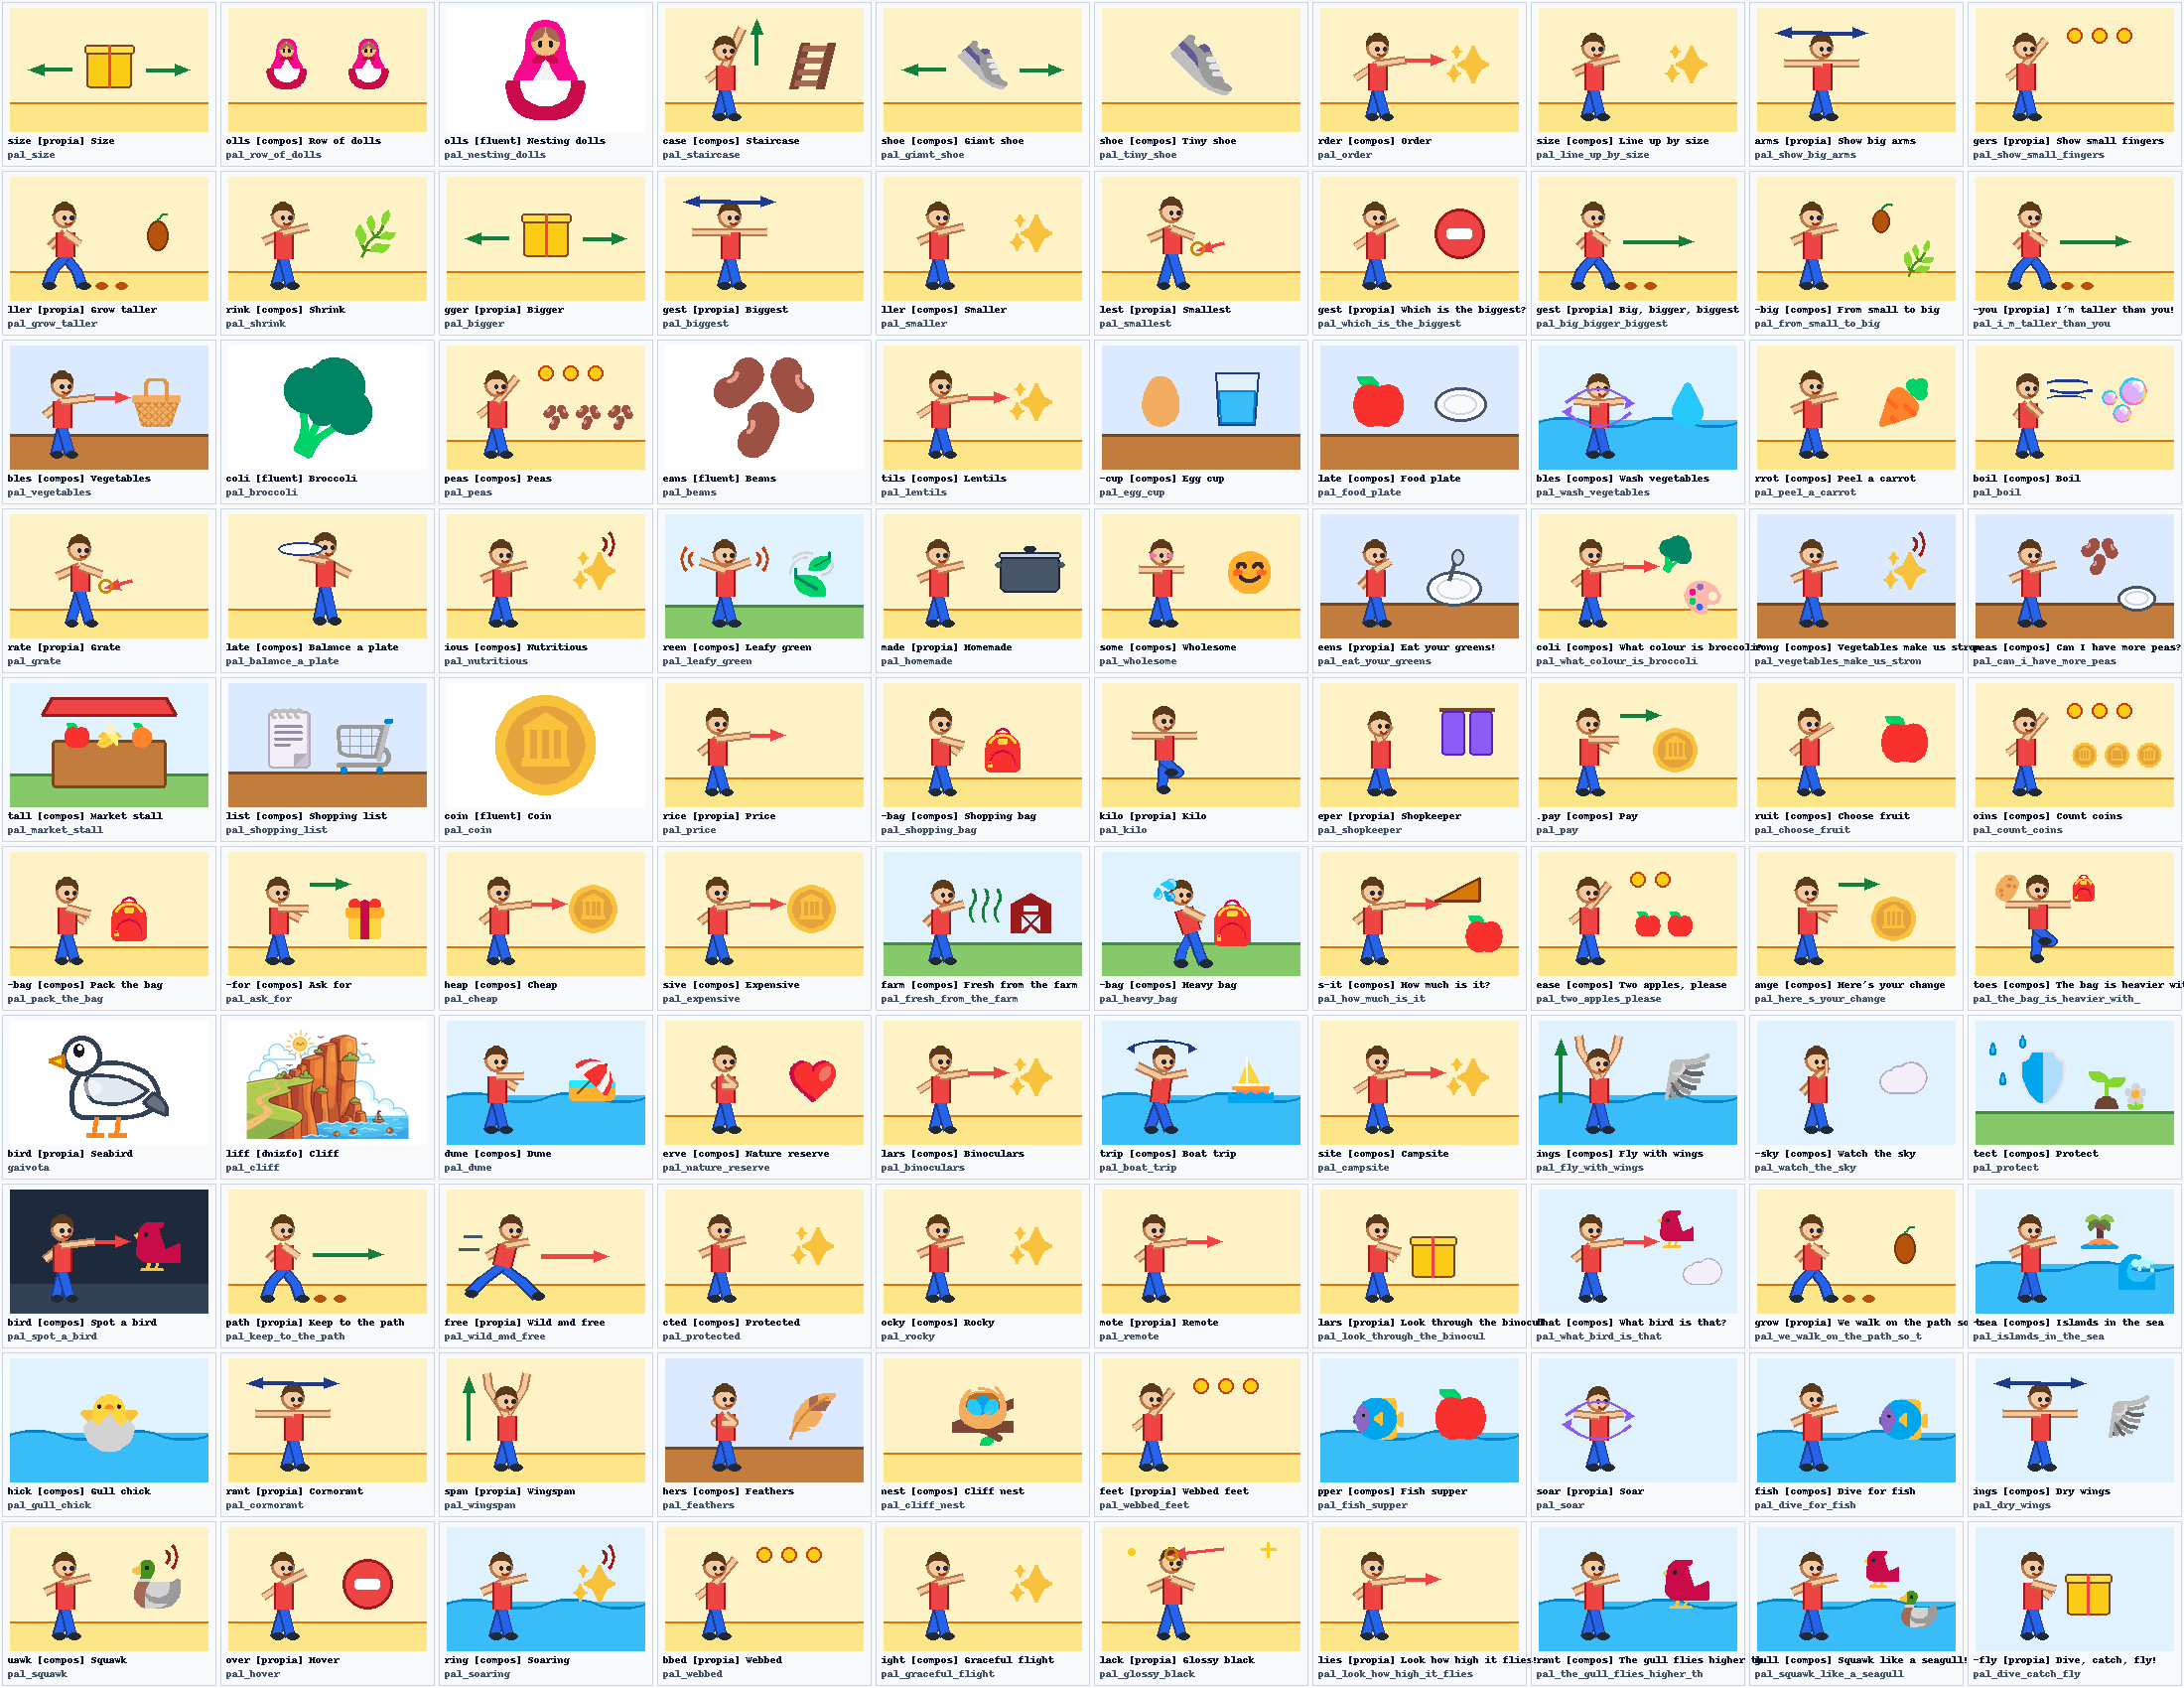 size [propia] Size
pal_size
olls [compos] Row of dolls
pal_row_of_dolls
olls [fluent] Nesting dolls
pal_nesting_dolls
case [compos] Staircase
pal_staircase
shoe [compos] Giant shoe
pal_giant_shoe
shoe [compos] Tiny shoe
pal_tiny_shoe
rder [compos] Order
pal_order
size [compos] Line up by size
pal_line_up_by_size
arms [propia] Show big arms
pal_show_big_arms
gers [propia] Show small fingers
pal_show_small_fingers
ller [propia] Grow taller
pal_grow_taller
rink [compos] Shrink
pal_shrink
gger [propia] Bigger
pal_bigger
gest [propia] Biggest
pal_biggest
ller [compos] Smaller
pal_smaller
lest [propia] Smallest
pal_smallest
gest [propia] Which is the biggest?
pal_which_is_the_biggest
gest [propia] Big, bigger, biggest
pal_big_bigger_biggest
-big [compos] From small to big
pal_from_small_to_big
-you [propia] I'm taller than you!
pal_i_m_taller_than_you
bles [compos] Vegetables
pal_vegetables
coli [fluent] Broccoli
pal_broccoli
peas [compos] Peas
pal_peas
eans [fluent] Beans
pal_beans
tils [compos] Lentils
pal_lentils
-cup [compos] Egg cup
pal_egg_cup
late [compos] Food plate
pal_food_plate
bles [compos] Wash vegetables
pal_wash_vegetables
rrot [compos] Peel a carrot
pal_peel_a_carrot
boil [compos] Boil
pal_boil
rate [propia] Grate
pal_grate
late [compos] Balance a plate
pal_balance_a_plate
ious [compos] Nutritious
pal_nutritious
reen [compos] Leafy green
pal_leafy_green
made [propia] Homemade
pal_homemade
some [compos] Wholesome
pal_wholesome
eens [propia] Eat your greens!
pal_eat_your_greens
coli [compos] What colour is broccoli?
pal_what_colour_is_broccoli
rong [compos] Vegetables make us stron
pal_vegetables_make_us_stron
peas [compos] Can I have more peas?
pal_can_i_have_more_peas
tall [compos] Market stall
pal_market_stall
list [compos] Shopping list
pal_shopping_list
coin [fluent] Coin
pal_coin
rice [propia] Price
pal_price
-bag [compos] Shopping bag
pal_shopping_bag
kilo [propia] Kilo
pal_kilo
eper [propia] Shopkeeper
pal_shopkeeper
.pay [compos] Pay
pal_pay
ruit [compos] Choose fruit
pal_choose_fruit
oins [compos] Count coins
pal_count_coins
-bag [compos] Pack the bag
pal_pack_the_bag
-for [compos] Ask for
pal_ask_for
heap [compos] Cheap
pal_cheap
sive [compos] Expensive
pal_expensive
farm [compos] Fresh from the farm
pal_fresh_from_the_farm
-bag [compos] Heavy bag
pal_heavy_bag
s-it [compos] How much is it?
pal_how_much_is_it
ease [compos] Two apples, please
pal_two_apples_please
ange [compos] Here's your change
pal_here_s_your_change
toes [compos] The bag is heavier wit
pal_the_bag_is_heavier_with_
bird [propia] Seabird
gaivota
liff [dnizfo] Cliff
pal_cliff
dune [compos] Dune
pal_dune
erve [compos] Nature reserve
pal_nature_reserve
lars [compos] Binoculars
pal_binoculars
trip [compos] Boat trip
pal_boat_trip
site [compos] Campsite
pal_campsite
ings [compos] Fly with wings
pal_fly_with_wings
-sky [compos] Watch the sky
pal_watch_the_sky
tect [compos] Protect
pal_protect
bird [compos] Spot a bird
pal_spot_a_bird
path [propia] Keep to the path
pal_keep_to_the_path
free [propia] Wild and free
pal_wild_and_free
cted [compos] Protected
pal_protected
ocky [compos] Rocky
pal_rocky
mote [propia] Remote
pal_remote
lars [propia] Look through the binocul
pal_look_through_the_binocul
that [compos] What bird is that?
pal_what_bird_is_that
grow [propia] We walk on the path so
pal_we_walk_on_the_path_so_t
-sea [compos] Islands in the sea
pal_islands_in_the_sea
hick [compos] Gull chick
pal_gull_chick
rant [propia] Cormorant
pal_cormorant
span [propia] Wingspan
pal_wingspan
hers [compos] Feathers
pal_feathers
nest [compos] Cliff nest
pal_cliff_nest
feet [propia] Webbed feet
pal_webbed_feet
pper [compos] Fish supper
pal_fish_supper
soar [propia] Soar
pal_soar
fish [compos] Dive for fish
pal_dive_for_fish
ings [compos] Dry wings
pal_dry_wings
uawk [compos] Squawk
pal_squawk
over [propia] Hover
pal_hover
ring [compos] Soaring
pal_soaring
bbed [propia] Webbed
pal_webbed
ight [compos] Graceful flight
pal_graceful_flight
lack [propia] Glossy black
pal_glossy_black
lies [propia] Look how high it flies!
pal_look_how_high_it_flies
rant [compos] The gull flies higher th
pal_the_gull_flies_higher_th
gull [compos] Squawk like a seagull!
pal_squawk_like_a_seagull
-fly [propia] Dive, catch, fly!
pal_dive_catch_fly